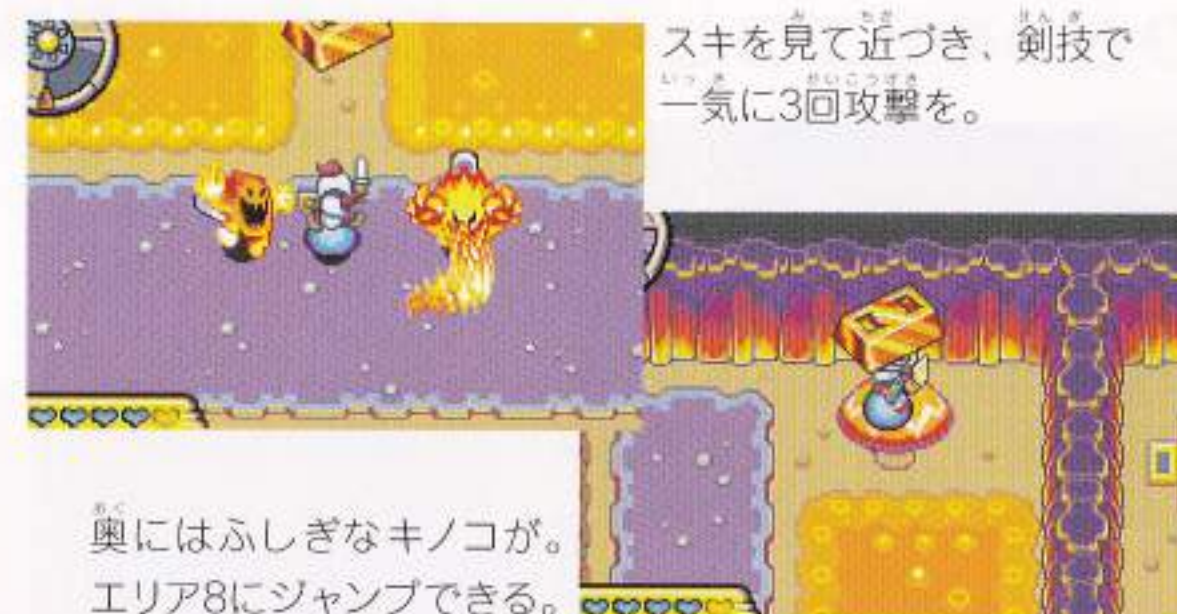 スキを見て近づき、剣技で
一気に3回攻撃を。
奥にはふしぎなキノコが。
エリア8にジャンプできる。